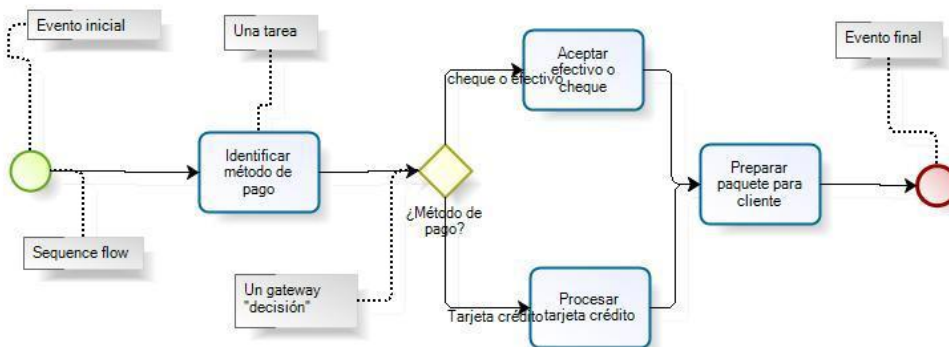 Evento inicial
Una tarea
Aceptar
efectivo o
cheque
Evento final
cheque o efectivo
Identificar
método de
pago
Preparar
paquete para
cliente
¿Método de
pago?
Sequence flow
Un gateway
"decisión"
Tarjeta crédito
Procesar
tarjeta crédito